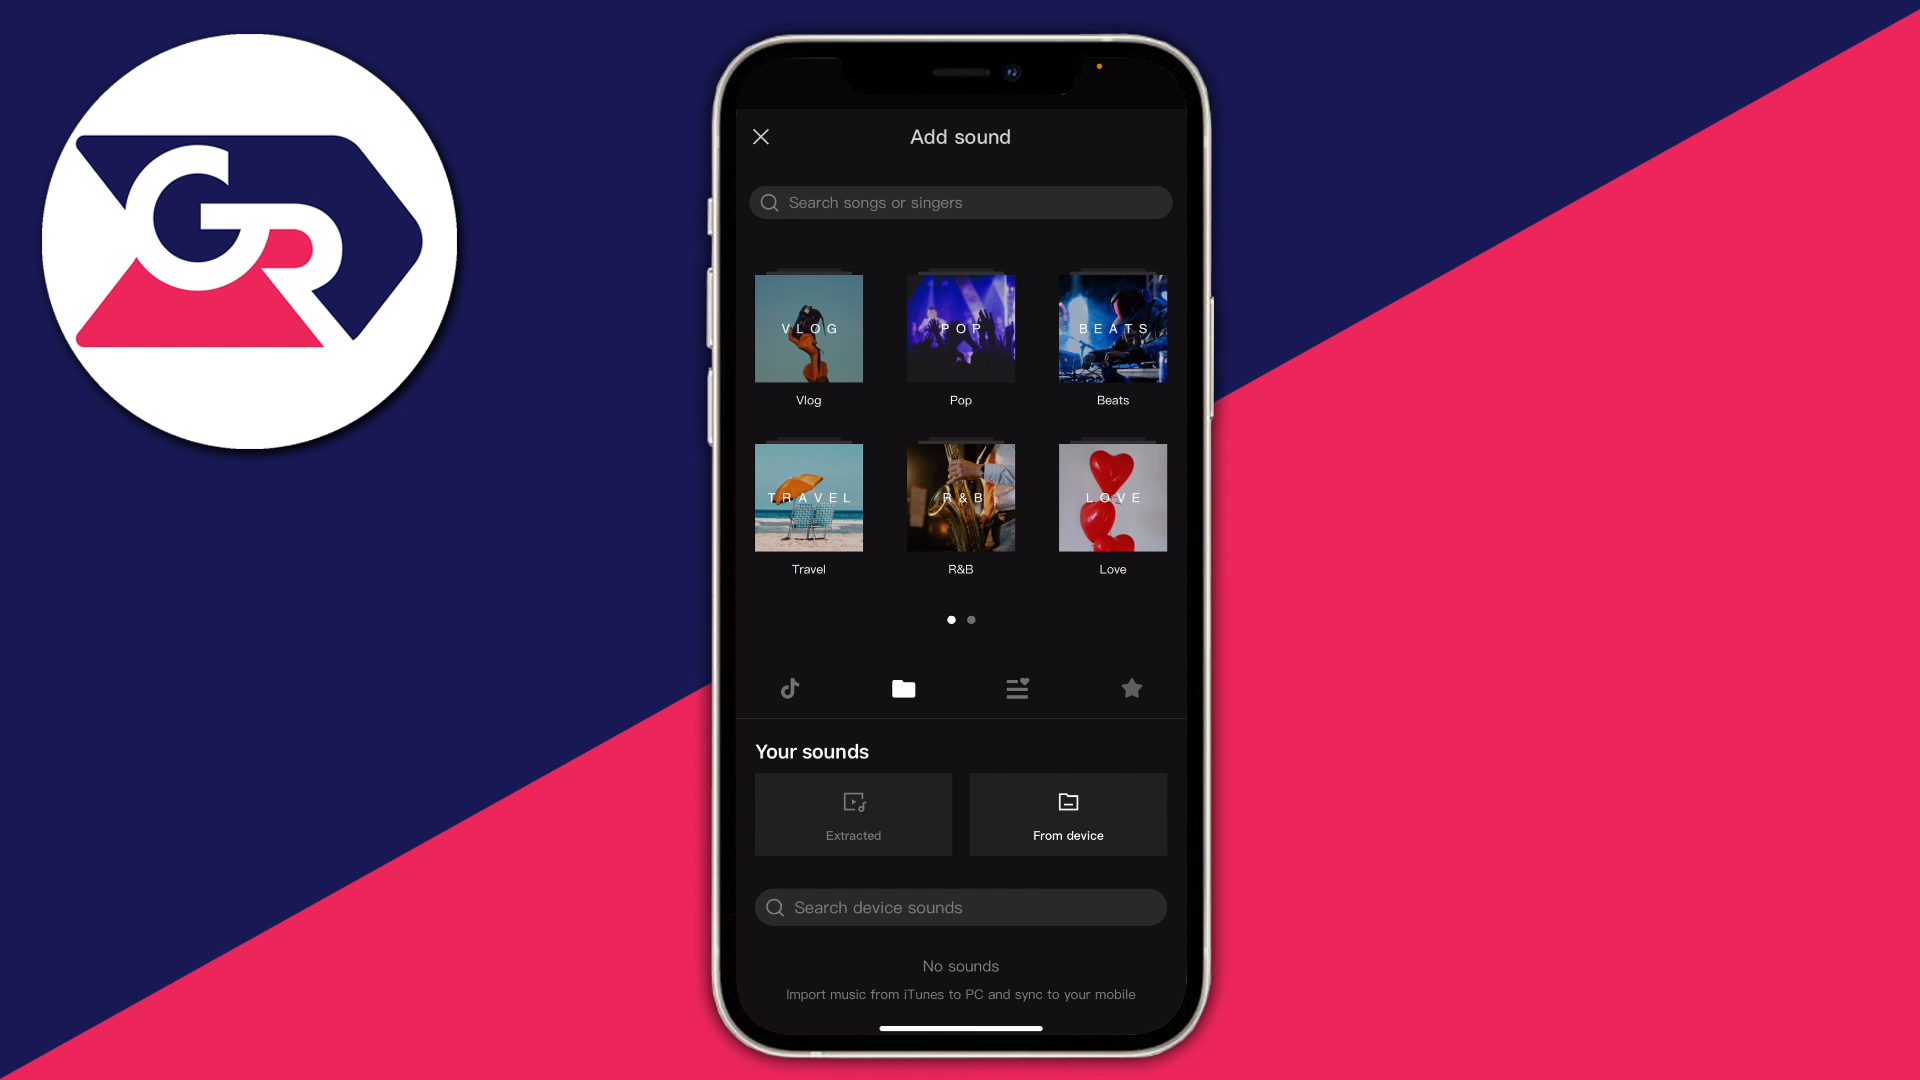 GR
Add sound
Search songs or singers
VLOG
POP
BEATS
Vlog
Pop
Beats
TRAVEL
R&B
LOVE
Travel
R&B
Love
Your sounds
Extracted
From device
Search device sounds
No sounds
Import music from iTunes to PC and sync to your mobile